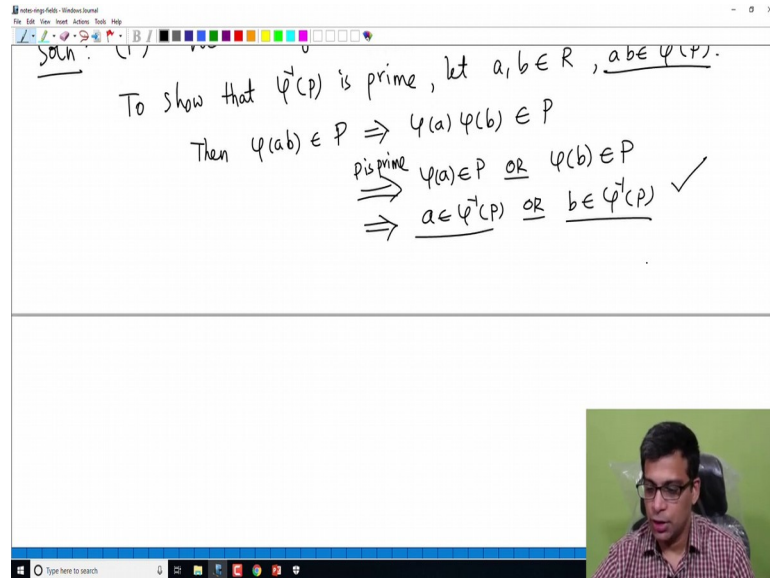 notes-rings-fields - Windows Journal
File Edit View Insert Actions Tools Help
B I
Soln: (1)
To show that φ⁻¹(P) is prime, let a, b ∈ R, ab ∈ φ⁻¹(P).
Then φ(ab) ∈ P ⇒ φ(a) φ(b) ∈ P
P is prime ⇒ φ(a) ∈ P OR φ(b) ∈ P
⇒ a ∈ φ⁻¹(P) OR b ∈ φ⁻¹(P) ✓
Type here to search